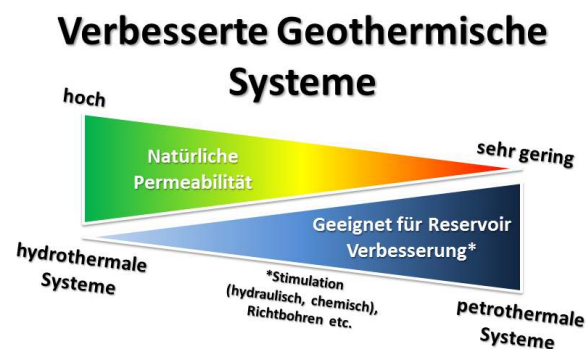 Verbesserte Geothermische
Systeme
hoch
sehr gering
Natürliche
Permeabilität
Geeignet für Reservoir
Verbesserung*
hydrothermale
Systeme
*Stimulation
(hydraulisch, chemisch),
Richtbohren etc.
petrothermale
Systeme